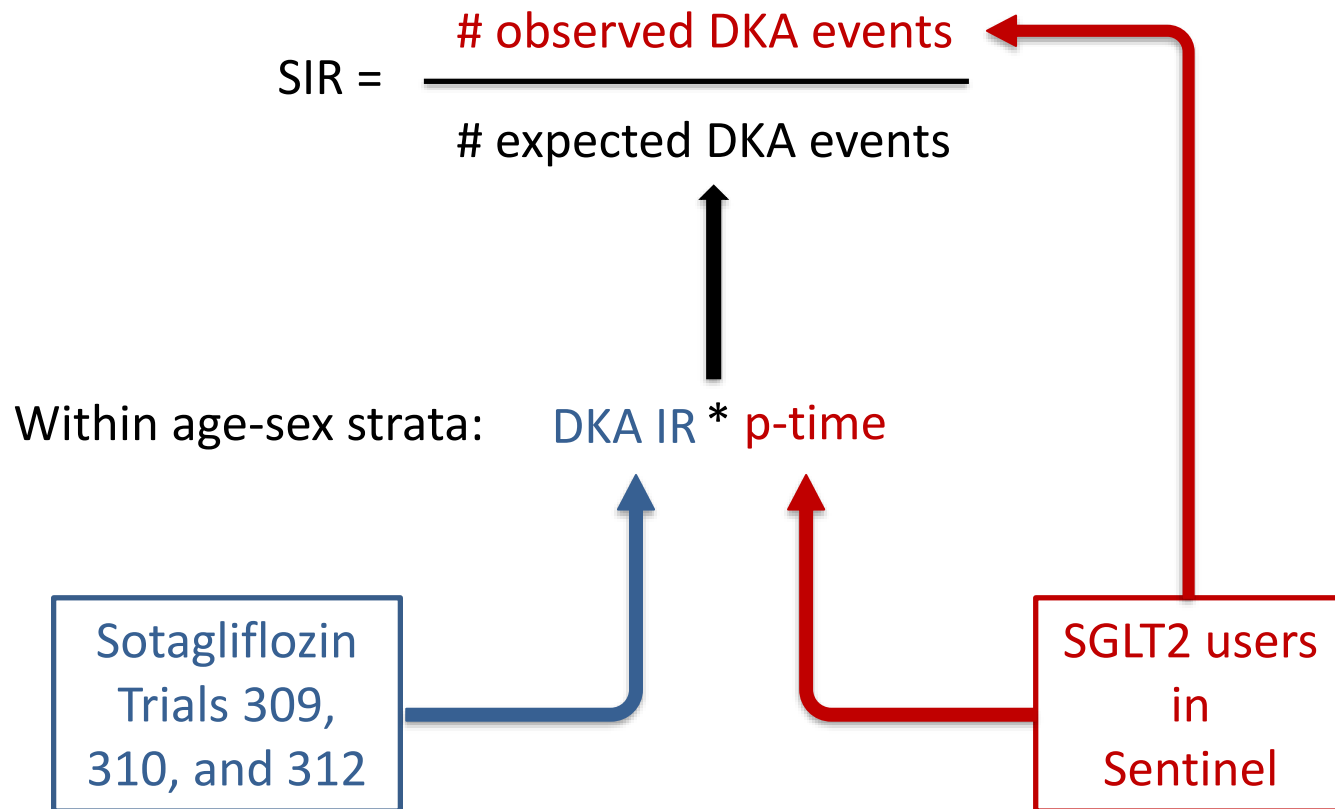 # observed DKA events
SIR =
# expected DKA events
Within age-sex strata: DKA IR * p-time
Sotagliflozin
Trials 309,
310, and 312
SGLT2 users
in
Sentinel